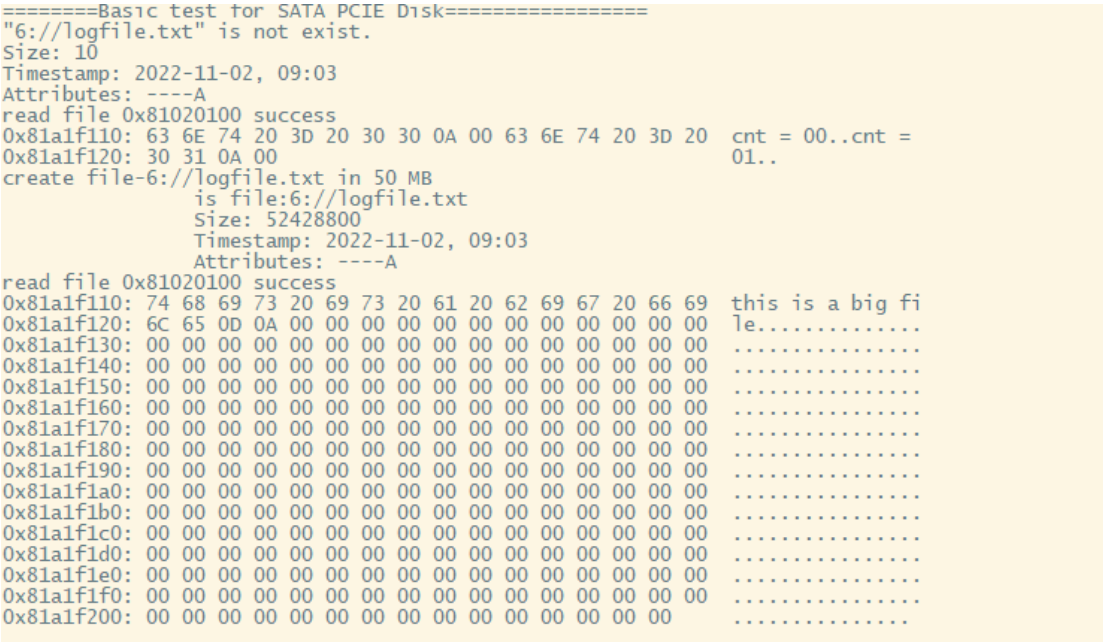 ========Basic test for SATA PCIE Disk=================
"6://logfile.txt" is not exist.
Size: 10
Timestamp: 2022-11-02, 09:03
Attributes: ----A
read file 0x81020100 success
0x81a1f110: 63 6E 74 20 3D 20 30 30 0A 00 63 6E 74 20 3D 20  cnt = 00..cnt =
0x81a1f120: 30 31 0A 00                                      01..
create file-6://logfile.txt in 50 MB
                is file:6://logfile.txt
                Size: 52428800
                Timestamp: 2022-11-02, 09:03
                Attributes: ----A
read file 0x81020100 success
0x81a1f110: 74 68 69 73 20 69 73 20 61 20 62 69 67 20 66 69  this is a big fi
0x81a1f120: 6C 65 0D 0A 00 00 00 00 00 00 00 00 00 00 00 00  le..............
0x81a1f130: 00 00 00 00 00 00 00 00 00 00 00 00 00 00 00 00  ................
0x81a1f140: 00 00 00 00 00 00 00 00 00 00 00 00 00 00 00 00  ................
0x81a1f150: 00 00 00 00 00 00 00 00 00 00 00 00 00 00 00 00  ................
0x81a1f160: 00 00 00 00 00 00 00 00 00 00 00 00 00 00 00 00  ................
0x81a1f170: 00 00 00 00 00 00 00 00 00 00 00 00 00 00 00 00  ................
0x81a1f180: 00 00 00 00 00 00 00 00 00 00 00 00 00 00 00 00  ................
0x81a1f190: 00 00 00 00 00 00 00 00 00 00 00 00 00 00 00 00  ................
0x81a1f1a0: 00 00 00 00 00 00 00 00 00 00 00 00 00 00 00 00  ................
0x81a1f1b0: 00 00 00 00 00 00 00 00 00 00 00 00 00 00 00 00  ................
0x81a1f1c0: 00 00 00 00 00 00 00 00 00 00 00 00 00 00 00 00  ................
0x81a1f1d0: 00 00 00 00 00 00 00 00 00 00 00 00 00 00 00 00  ................
0x81a1f1e0: 00 00 00 00 00 00 00 00 00 00 00 00 00 00 00 00  ................
0x81a1f1f0: 00 00 00 00 00 00 00 00 00 00 00 00 00 00 00 00  ................
0x81a1f200: 00 00 00 00 00 00 00 00 00 00 00 00 00 00 00     ...............